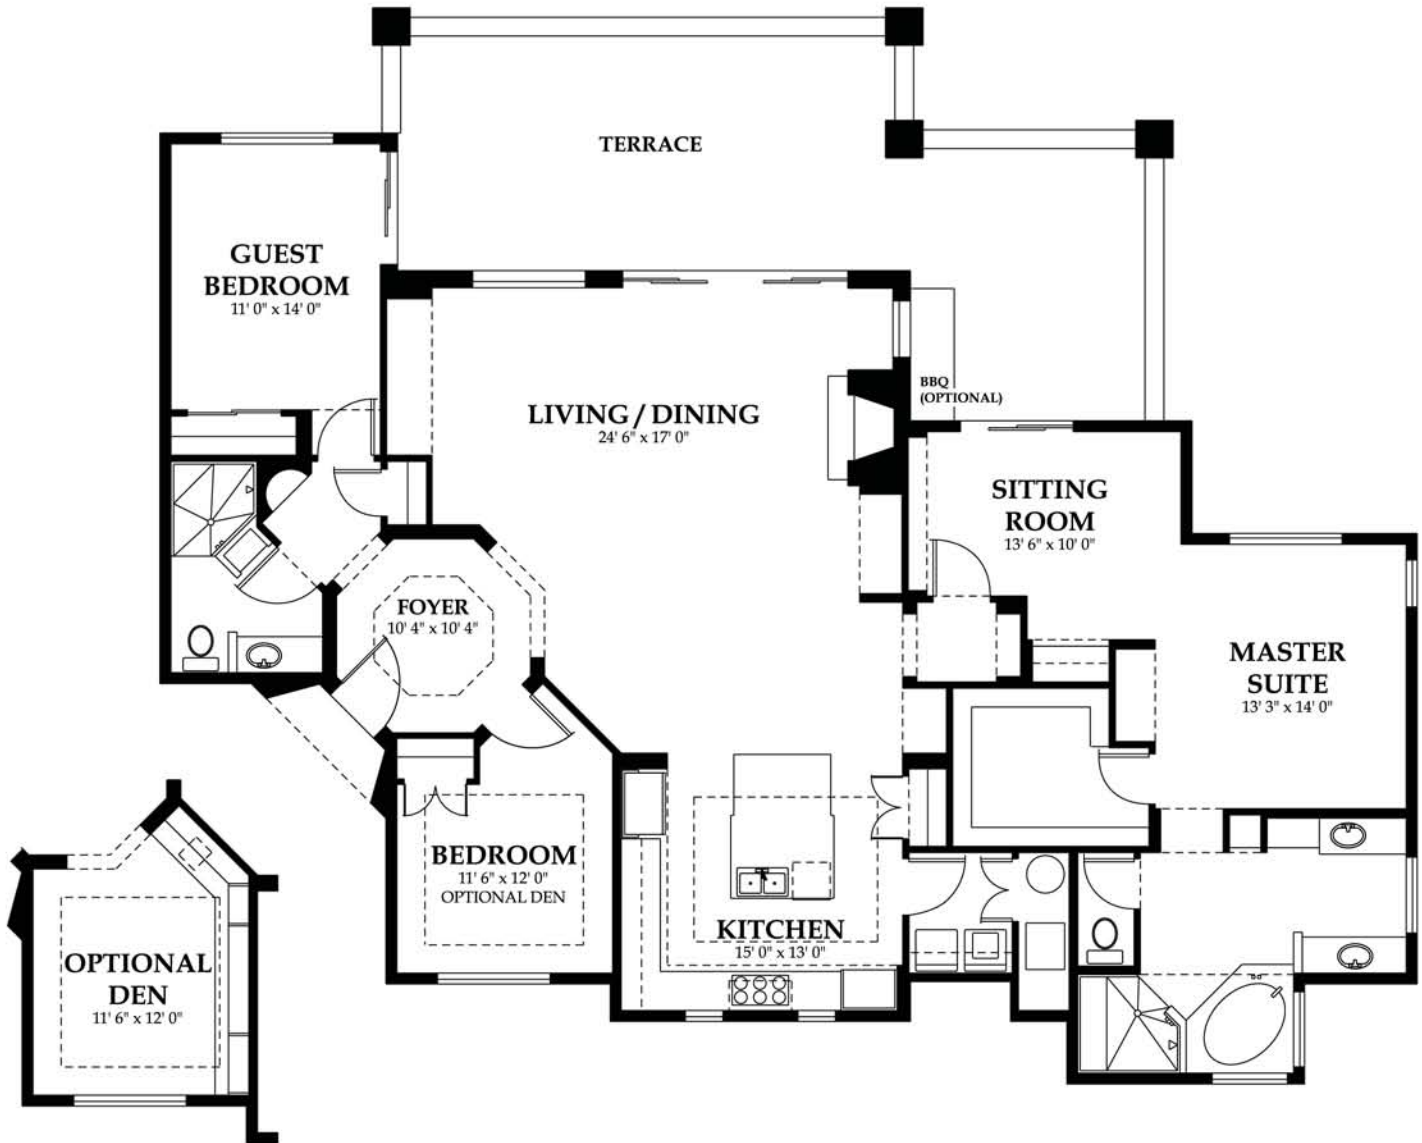 TERRACE
GUEST
BEDROOM
11' 0" x 14' 0"
BBQ
(OPTIONAL)
LIVING / DINING
24' 6" x 17' 0"
SITTING
ROOM
13' 6" x 10' 0"
FOYER
10' 4" x 10' 4"
MASTER
SUITE
13' 3" x 14' 0"
BEDROOM
11' 6" x 12' 0"
OPTIONAL DEN
KITCHEN
15' 0" x 13' 0"
OPTIONAL
DEN
11' 6" x 12' 0"